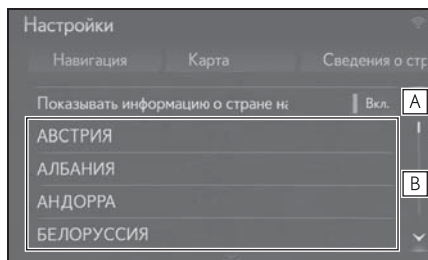 Настройки
Навигация Карта Сведения о стр
Показывать информацию о стране на Вкл. A
АВСТРИЯ
АЛБАНИЯ
АНДОРРА
БЕЛОРУССИЯ
B